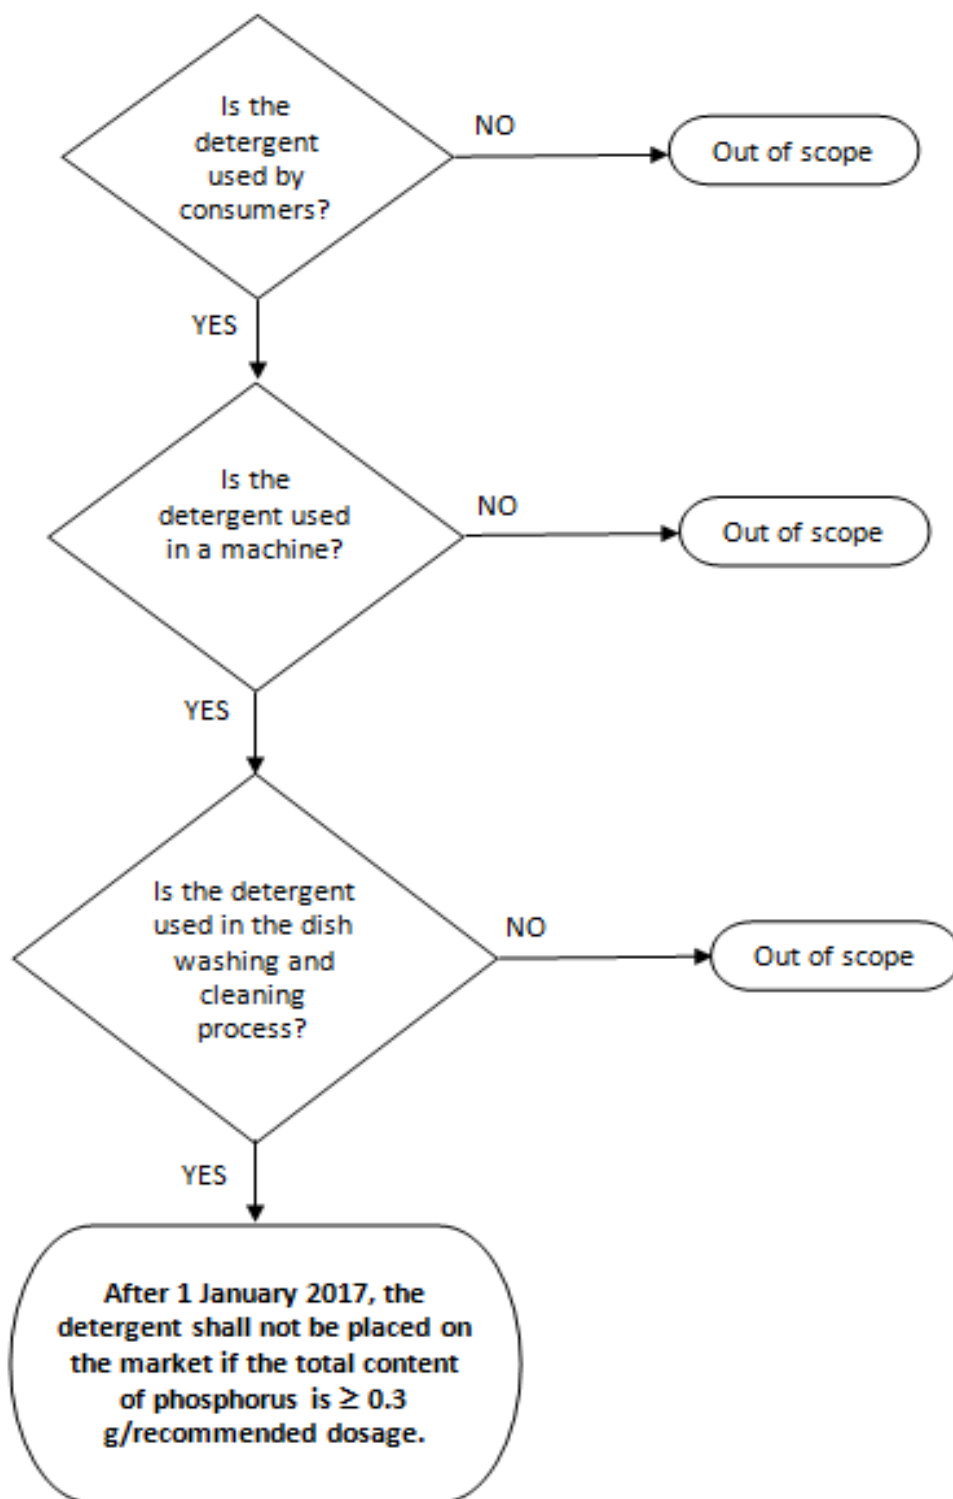 Is the
detergent
used by
consumers?
NO
Out of scope
YES
Is the
detergent used
in a machine?
NO
Out of scope
YES
Is the detergent
used in the dish
washing and
cleaning
process?
NO
Out of scope
YES
After 1 January 2017, the
detergent shall not be placed on
the market if the total content
of phosphorus is ≥ 0.3
g/recommended dosage.